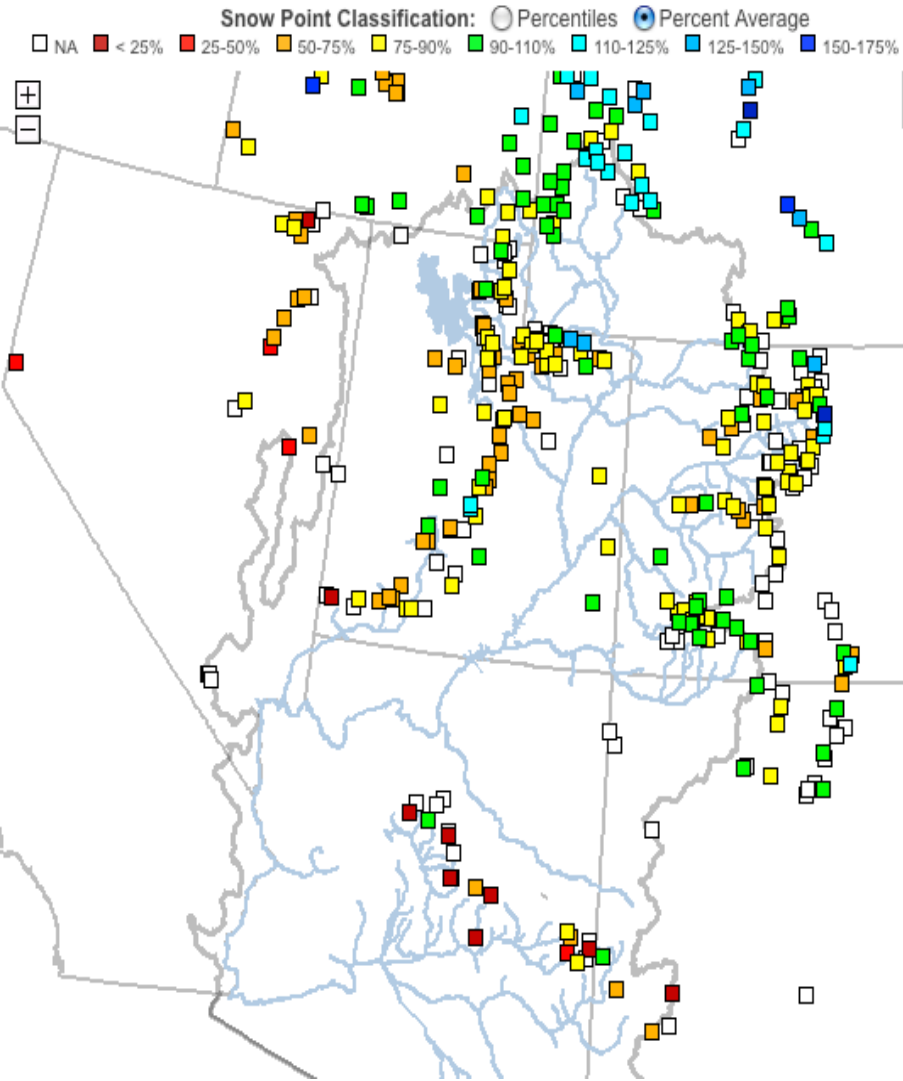 Snow Point Classification: Percentiles Percent Average
NA < 25% 25-50% 50-75% 75-90% 90-110% 110-125% 125-150% 150-175%
+
−